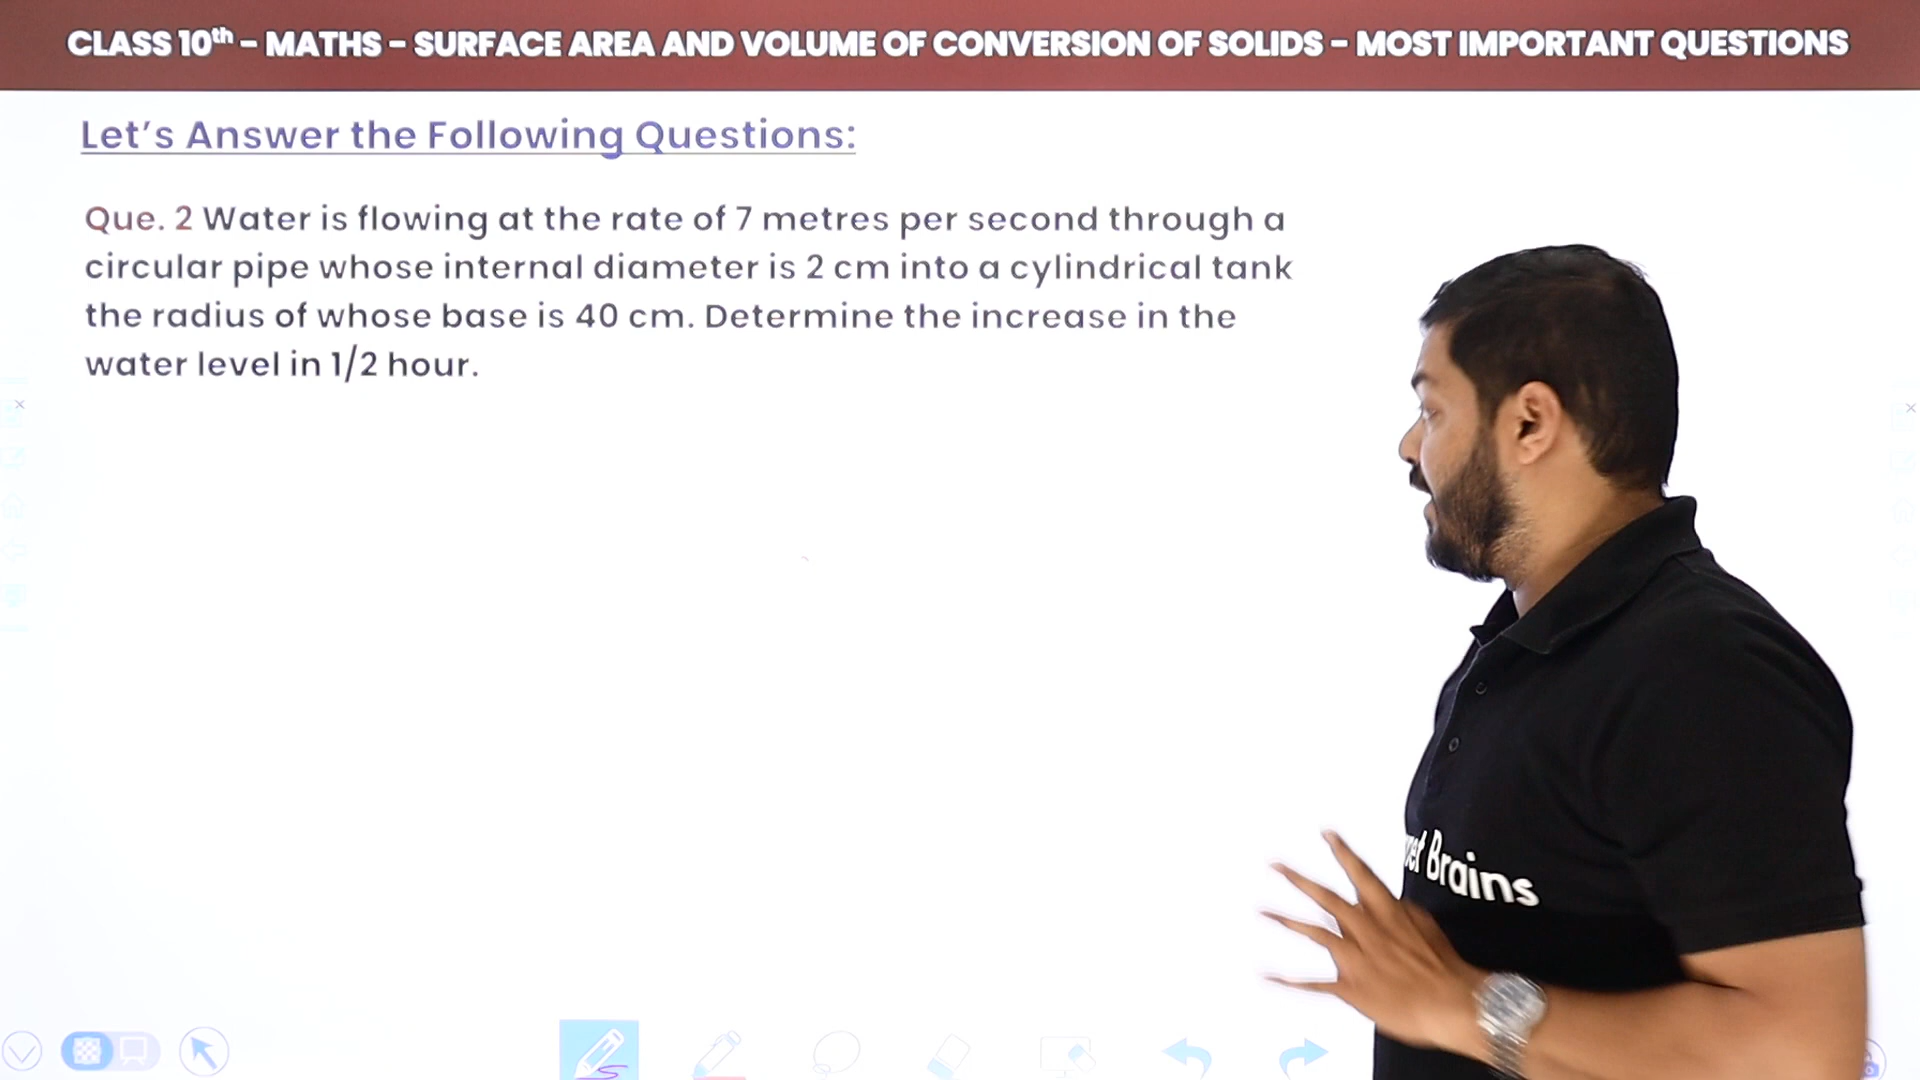 CLASS 10th - MATHS - SURFACE AREA AND VOLUME OF CONVERSION OF SOLIDS - MOST IMPORTANT QUESTIONS
Let's Answer the Following Questions:
Que. 2 Water is flowing at the rate of 7 metres per second through a
circular pipe whose internal diameter is 2 cm into a cylindrical tank
the radius of whose base is 40 cm. Determine the increase in the
water level in 1/2 hour.
Brains